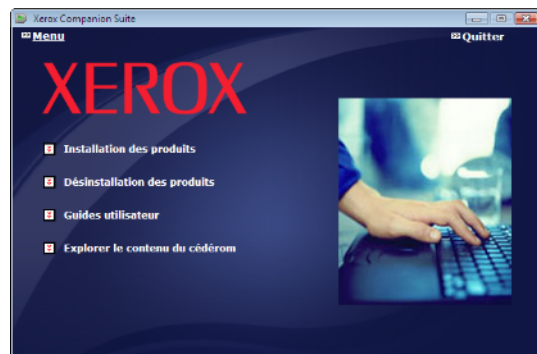 Xerox Companion Suite
Menu
Quitter
XEROX
Installation des produits
Désinstallation des produits
Guides utilisateur
Explorer le contenu du cédérom